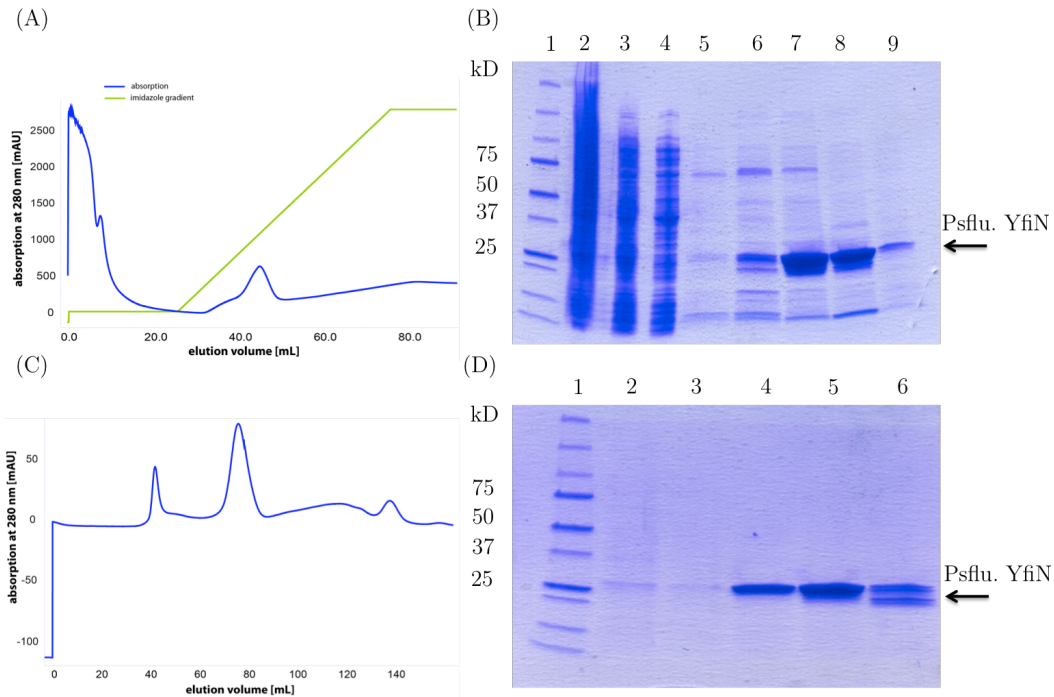 (A)
absorption
imidazole gradient
absorption at 280 nm [mAU]
2500
2000
1500
1000
500
0
0.0 20.0 40.0 60.0 80.0
elution volume [mL]
(B)
1 2 3 4 5 6 7 8 9
kD
75
50
37
25
Psflu. YfiN
(C)
absorption at 280 nm [mAU]
50
0
-50
-100
0 20 40 60 80 100 120 140
elution volume [mL]
(D)
1 2 3 4 5 6
kD
75
50
37
25
Psflu. YfiN